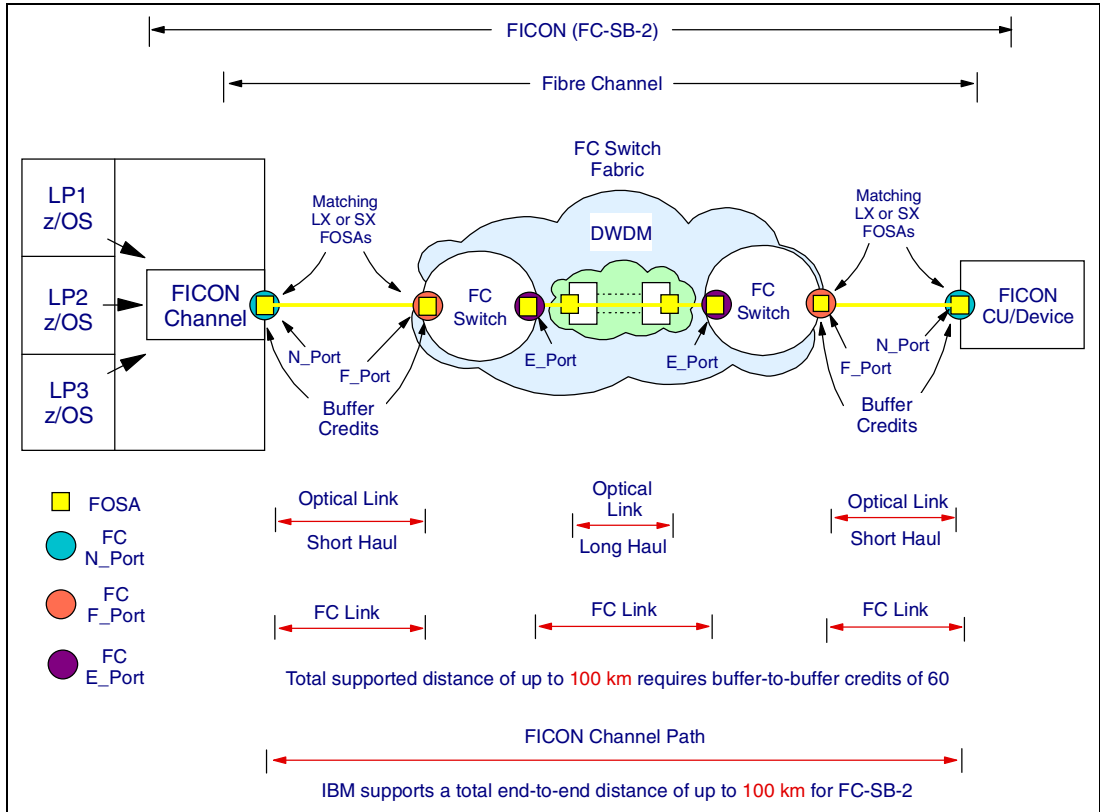 FICON (FC-SB-2)
Fibre Channel
FC Switch
Fabric
LP1
z/OS
LP2
z/OS
LP3
z/OS
FICON
Channel
Matching
LX or SX
FOSAs
N_Port
F_Port
Buffer
Credits
FC
Switch
E_Port
DWDM
FC
Switch
E_Port
Matching
LX or SX
FOSAs
FICON
CU/Device
N_Port
F_Port
Buffer
Credits
FOSA
FC
N_Port
FC
F_Port
FC
E_Port
Optical Link
Short Haul
Optical
Link
Long Haul
Optical Link
Short Haul
FC Link
FC Link
FC Link
Total supported distance of up to 100 km requires buffer-to-buffer credits of 60
FICON Channel Path
IBM supports a total end-to-end distance of up to 100 km for FC-SB-2